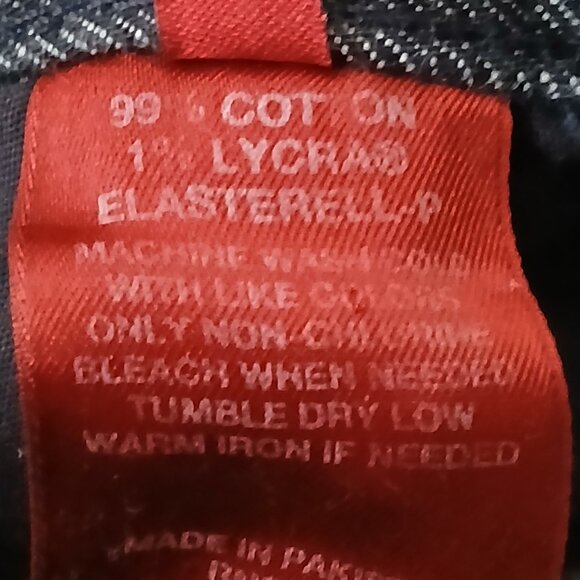 99% COTTON
1% LYCRA®
ELASTERELL-P
MACHINE WASH COLD
WITH LIKE COLORS
ONLY NON-CHLORINE
BLEACH WHEN NEEDED
TUMBLE DRY LOW
WARM IRON IF NEEDED
MADE IN